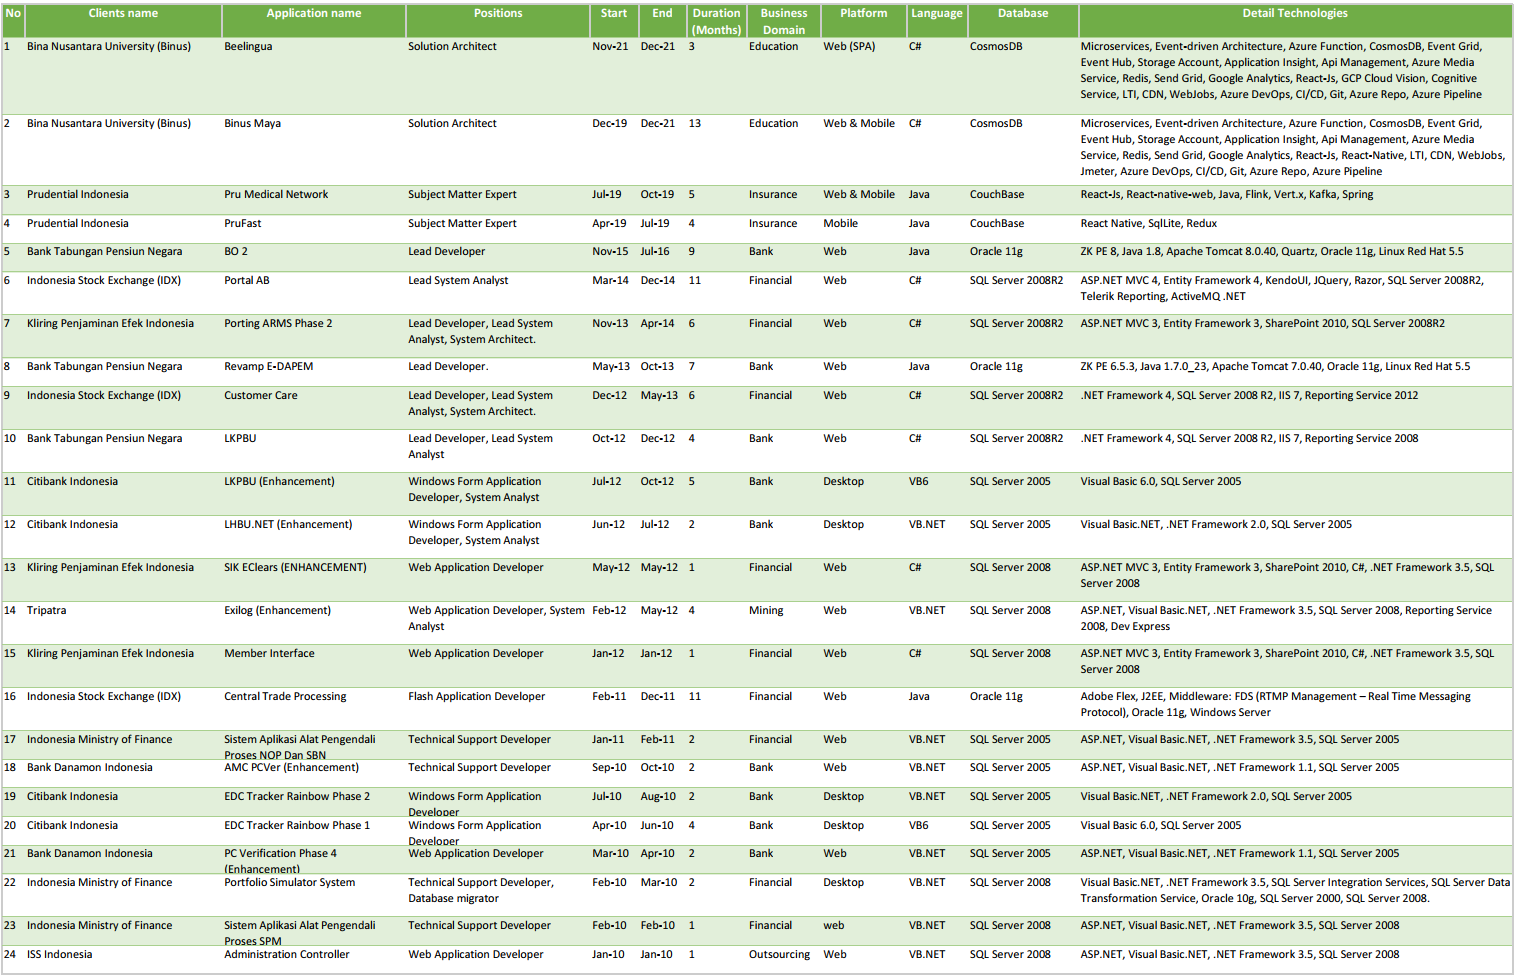 No Clients name Application name Positions Start End Duration (Months) Business Domain Platform Language Database Detail Technologies
1 Bina Nusantara University (Binus) Beelingua Solution Architect Nov-21 Dec-21 3 Education Web (SPA) C# CosmosDB Microservices, Event-driven Architecture, Azure Function, CosmosDB, Event Grid,
Event Hub, Storage Account, Application Insight, Api Management, Azure Media
Service, Redis, Send Grid, Google Analytics, React-Js, GCP Cloud Vision, Cognitive
Service, LTI, CDN, WebJobs, Azure DevOps, CI/CD, Git, Azure Repo, Azure Pipeline
2 Bina Nusantara University (Binus) Binus Maya Solution Architect Dec-19 Dec-21 13 Education Web & Mobile C# CosmosDB Microservices, Event-driven Architecture, Azure Function, CosmosDB, Event Grid,
Event Hub, Storage Account, Application Insight, Api Management, Azure Media
Service, Redis, Send Grid, Google Analytics, React-Js, React-Native, LTI, CDN, WebJobs,
Jmeter, Azure DevOps, CI/CD, Git, Azure Repo, Azure Pipeline
3 Prudential Indonesia Pru Medical Network Subject Matter Expert Jul-19 Oct-19 5 Insurance Web & Mobile Java CouchBase React-Js, React-native-web, Java, Flink, Vert.x, Kafka, Spring
4 Prudential Indonesia PruFast Subject Matter Expert Apr-19 Jul-19 4 Insurance Mobile Java CouchBase React Native, SqlLite, Redux
5 Bank Tabungan Pensiun Negara BO 2 Lead Developer Nov-15 Jul-16 9 Bank Web Java Oracle 11g ZK PE 8, Java 1.8, Apache Tomcat 8.0.40, Quartz, Oracle 11g, Linux Red Hat 5.5
6 Indonesia Stock Exchange (IDX) Portal AB Lead System Analyst Mar-14 Dec-14 11 Financial Web C# SQL Server 2008R2 ASP.NET MVC 4, Entity Framework 4, KendoUI, JQuery, Razor, SQL Server 2008R2,
Telerik Reporting, ActiveMQ .NET
7 Kliring Penjaminan Efek Indonesia Porting ARMS Phase 2 Lead Developer, Lead System Nov-13 Apr-14 6 Financial Web C# SQL Server 2008R2 ASP.NET MVC 3, Entity Framework 3, SharePoint 2010, SQL Server 2008R2
Analyst, System Architect.
8 Bank Tabungan Pensiun Negara Revamp E-DAPEM Lead Developer. May-13 Oct-13 7 Bank Web Java Oracle 11g ZK PE 6.5.3, Java 1.7.0_23, Apache Tomcat 7.0.40, Oracle 11g, Linux Red Hat 5.5
9 Indonesia Stock Exchange (IDX) Customer Care Lead Developer, Lead System Dec-12 May-13 6 Financial Web C# SQL Server 2008R2 .NET Framework 4, SQL Server 2008 R2, IIS 7, Reporting Service 2012
Analyst, System Architect.
10 Bank Tabungan Pensiun Negara LKPBU Lead Developer, Lead System Oct-12 Dec-12 4 Bank Web C# SQL Server 2008R2 .NET Framework 4, SQL Server 2008 R2, IIS 7, Reporting Service 2008
Analyst
11 Citibank Indonesia LKPBU (Enhancement) Windows Form Application Jul-12 Oct-12 5 Bank Desktop VB6 SQL Server 2005 Visual Basic 6.0, SQL Server 2005
Developer, System Analyst
12 Citibank Indonesia LHBU.NET (Enhancement) Windows Form Application Jun-12 Jul-12 2 Bank Desktop VB.NET SQL Server 2005 Visual Basic.NET, .NET Framework 2.0, SQL Server 2005
Developer, System Analyst
13 Kliring Penjaminan Efek Indonesia SIK EClears (ENHANCEMENT) Web Application Developer May-12 May-12 1 Financial Web C# SQL Server 2008 ASP.NET MVC 3, Entity Framework 3, SharePoint 2010, C#, .NET Framework 3.5, SQL
Server 2008
14 Tripatra Exilog (Enhancement) Web Application Developer, System Feb-12 May-12 4 Mining Web VB.NET SQL Server 2008 ASP.NET, Visual Basic.NET, .NET Framework 3.5, SQL Server 2008, Reporting Service
Analyst 2008, Dev Express
15 Kliring Penjaminan Efek Indonesia Member Interface Web Application Developer Jan-12 Jan-12 1 Financial Web C# SQL Server 2008 ASP.NET MVC 3, Entity Framework 3, SharePoint 2010, C#, .NET Framework 3.5, SQL
Server 2008
16 Indonesia Stock Exchange (IDX) Central Trade Processing Flash Application Developer Feb-11 Dec-11 11 Financial Web Java Oracle 11g Adobe Flex, J2EE, Middleware: FDS (RTMP Management – Real Time Messaging
Protocol), Oracle 11g, Windows Server
17 Indonesia Ministry of Finance Sistem Aplikasi Alat Pengendali Technical Support Developer Jan-11 Feb-11 2 Financial Web VB.NET SQL Server 2005 ASP.NET, Visual Basic.NET, .NET Framework 3.5, SQL Server 2005
Proses NOP Dan SBN
18 Bank Danamon Indonesia AMC PCVer (Enhancement) Technical Support Developer Sep-10 Oct-10 2 Bank Web VB.NET SQL Server 2005 ASP.NET, Visual Basic.NET, .NET Framework 1.1, SQL Server 2005
19 Citibank Indonesia EDC Tracker Rainbow Phase 2 Windows Form Application Jul-10 Aug-10 2 Bank Desktop VB.NET SQL Server 2005 Visual Basic.NET, .NET Framework 2.0, SQL Server 2005
Developer
20 Citibank Indonesia EDC Tracker Rainbow Phase 1 Windows Form Application Apr-10 Jun-10 4 Bank Desktop VB6 SQL Server 2005 Visual Basic 6.0, SQL Server 2005
Developer
21 Bank Danamon Indonesia PC Verification Phase 4 Web Application Developer Mar-10 Apr-10 2 Bank Web VB.NET SQL Server 2005 ASP.NET, Visual Basic.NET, .NET Framework 1.1, SQL Server 2005
(Enhancement)
22 Indonesia Ministry of Finance Portfolio Simulator System Technical Support Developer, Feb-10 Mar-10 2 Financial Desktop VB.NET SQL Server 2008 Visual Basic.NET, .NET Framework 3.5, SQL Server Integration Services, SQL Server Data
Database migrator Transformation Service, Oracle 10g, SQL Server 2000, SQL Server 2008.
23 Indonesia Ministry of Finance Sistem Aplikasi Alat Pengendali Technical Support Developer Feb-10 Feb-10 1 Financial web VB.NET SQL Server 2008 ASP.NET, Visual Basic.NET, .NET Framework 3.5, SQL Server 2008
Proses SPM
24 ISS Indonesia Administration Controller Web Application Developer Jan-10 Jan-10 1 Outsourcing Web VB.NET SQL Server 2008 ASP.NET, Visual Basic.NET, .NET Framework 3.5, SQL Server 2008